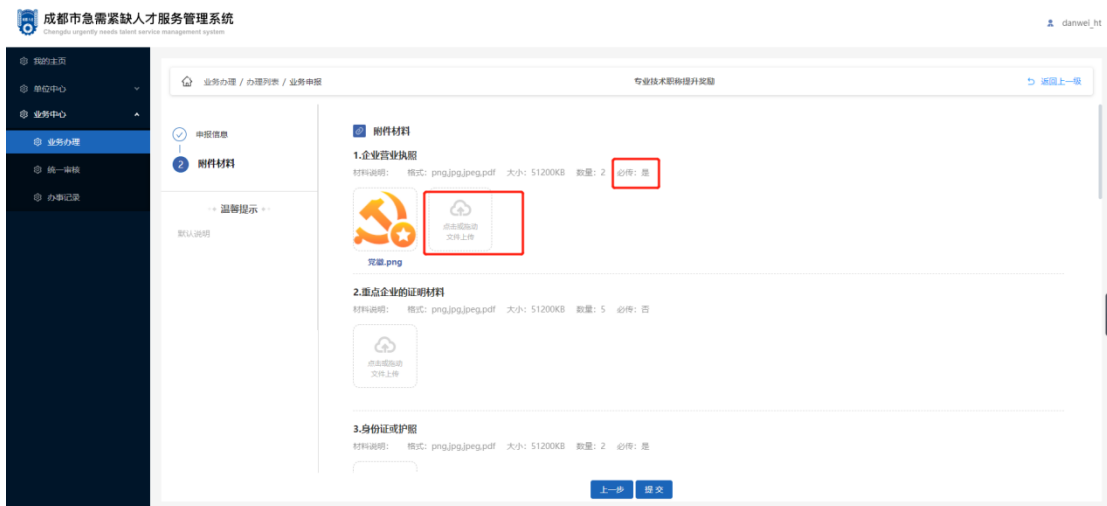 成都市急需紧缺人才服务管理系统
Chengdu urgently needs talent service management system
danwei_ht
我的主页
单位中心
业务中心
业务办理
统一审核
办事记录
业务办理 / 办理列表 / 业务申报
专业技术职称提升奖励
返回上一级
申报信息
2 附件材料
温馨提示
默认说明
附件材料
1.企业营业执照
材料说明： 格式：png,jpg,jpeg,pdf 大小：51200KB 数量：2 必传：是
点击或拖动
文件上传
党徽.png
2.重点企业的证明材料
材料说明： 格式：png,jpg,jpeg,pdf 大小：51200KB 数量：5 必传：否
点击或拖动
文件上传
3.身份证或护照
材料说明： 格式：png,jpg,jpeg,pdf 大小：51200KB 数量：2 必传：是
上一步
提交